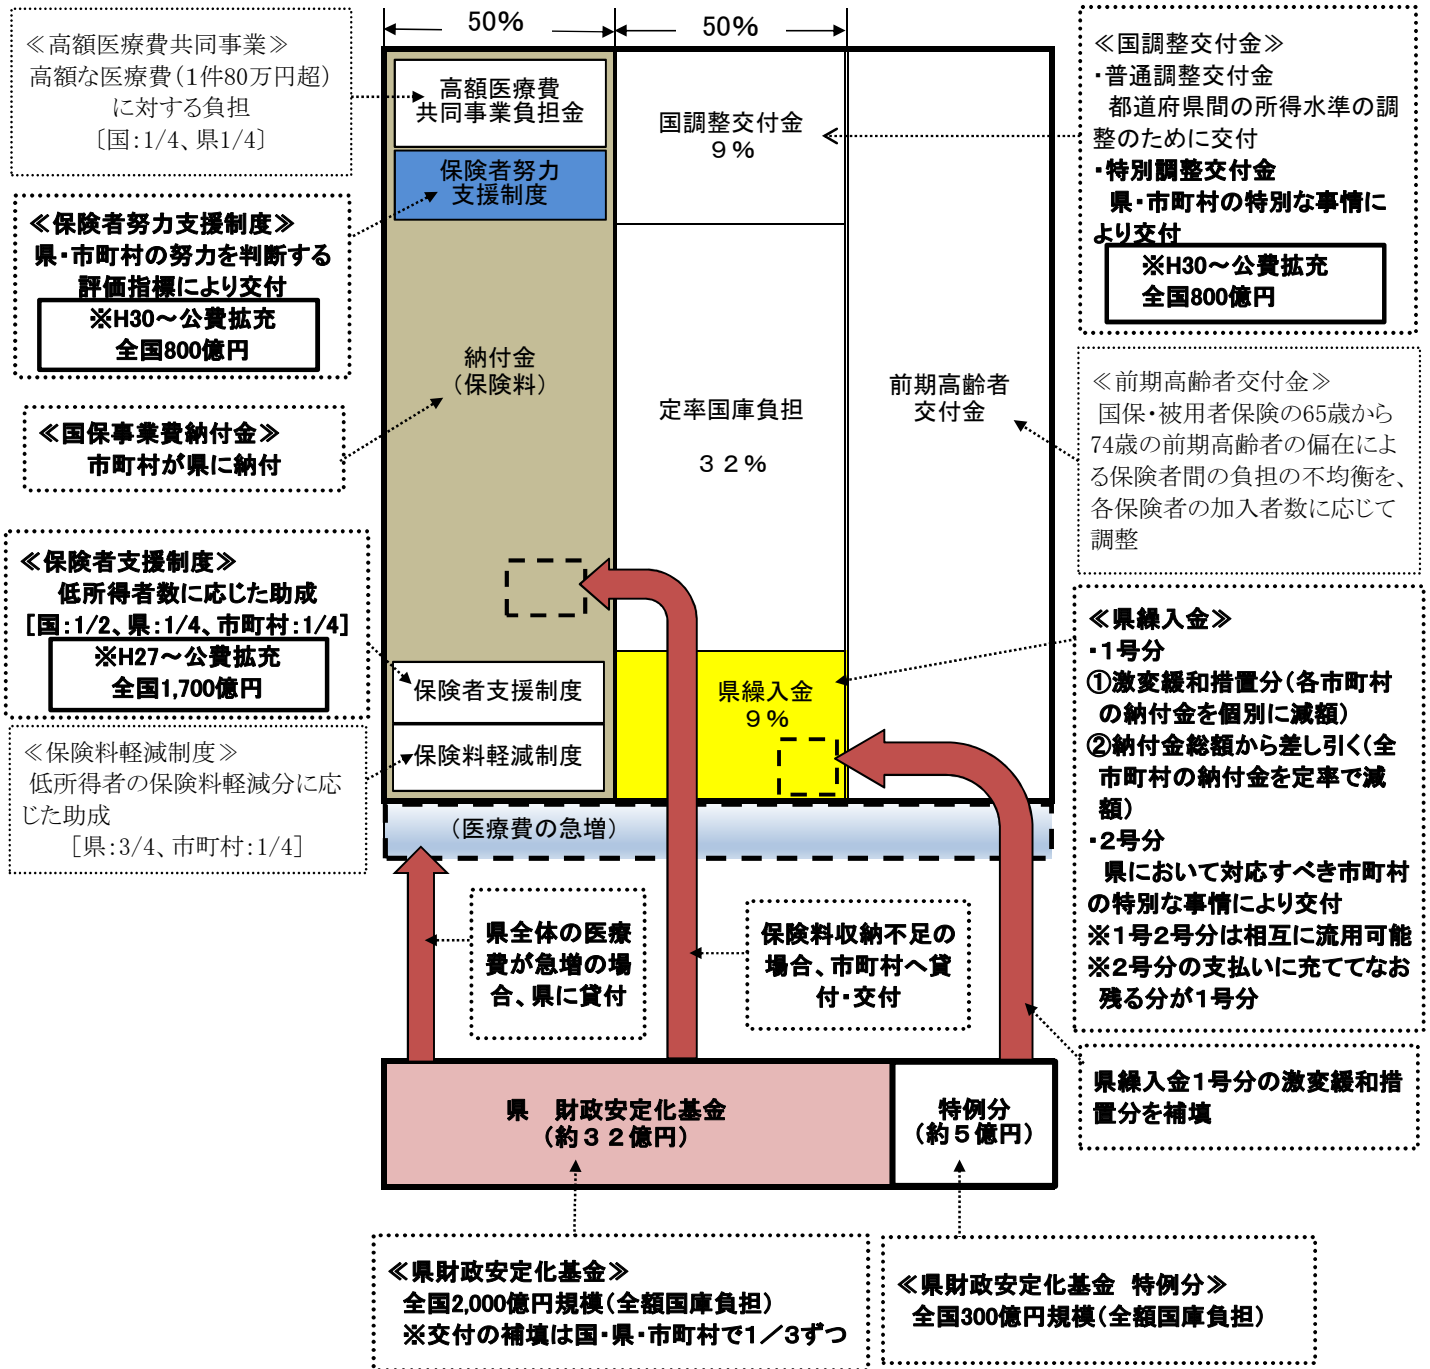 50%
50%
≪高額医療費共同事業≫
高額な医療費(1件80万円超)
に対する負担
〔国:1/4、県1/4〕
≪保険者努力支援制度≫
県・市町村の努力を判断する
評価指標により交付
※H30～公費拡充
全国800億円
≪国保事業費納付金≫
市町村が県に納付
≪保険者支援制度≫
低所得者数に応じた助成
[国:1/2、県:1/4、市町村:1/4]
※H27～公費拡充
全国1,700億円
≪保険料軽減制度≫
低所得者の保険料軽減分に応
じた助成
[県:3/4、市町村:1/4]
高額医療費
共同事業負担金
保険者努力
支援制度
納付金
(保険料)
保険者支援制度
保険料軽減制度
国調整交付金
９%
定率国庫負担
３２%
県繰入金
９%
前期高齢者
交付金
(医療費の急増)
≪国調整交付金≫
・普通調整交付金
都道府県間の所得水準の調
整のために交付
・特別調整交付金
県・市町村の特別な事情に
より交付
※H30～公費拡充
全国800億円
≪前期高齢者交付金≫
国保・被用者保険の65歳から
74歳の前期高齢者の偏在によ
る保険者間の負担の不均衡を、
各保険者の加入者数に応じて
調整
≪県繰入金≫
・1号分
①激変緩和措置分(各市町村
の納付金を個別に減額)
②納付金総額から差し引く(全
市町村の納付金を定率で減
額)
・2号分
県において対応すべき市町村
の特別な事情により交付
※1号2号分は相互に流用可能
※2号分の支払いに充ててなお
残る分が1号分
県全体の医療
費が急増の場
合、県に貸付
保険料収納不足の
場合、市町村へ貸
付・交付
県繰入金1号分の激変緩和措
置分を補填
県　財政安定化基金
(約３２億円)
特例分
(約５億円)
≪県財政安定化基金≫
全国2,000億円規模(全額国庫負担)
※交付の補填は国・県・市町村で1／3ずつ
≪県財政安定化基金 特例分≫
全国300億円規模(全額国庫負担)